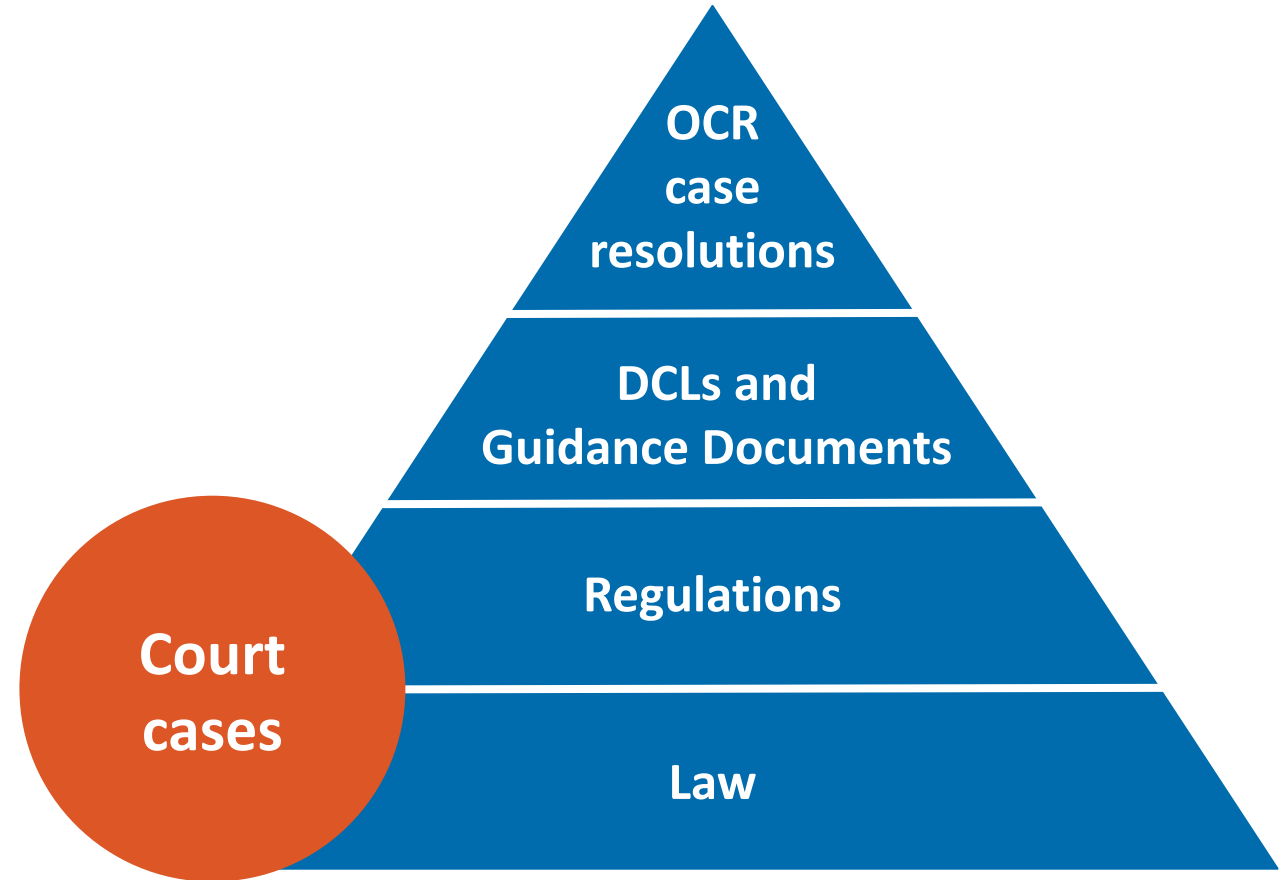 OCR
case
resolutions
DCLs and
Guidance Documents
Regulations
Court
cases
Law